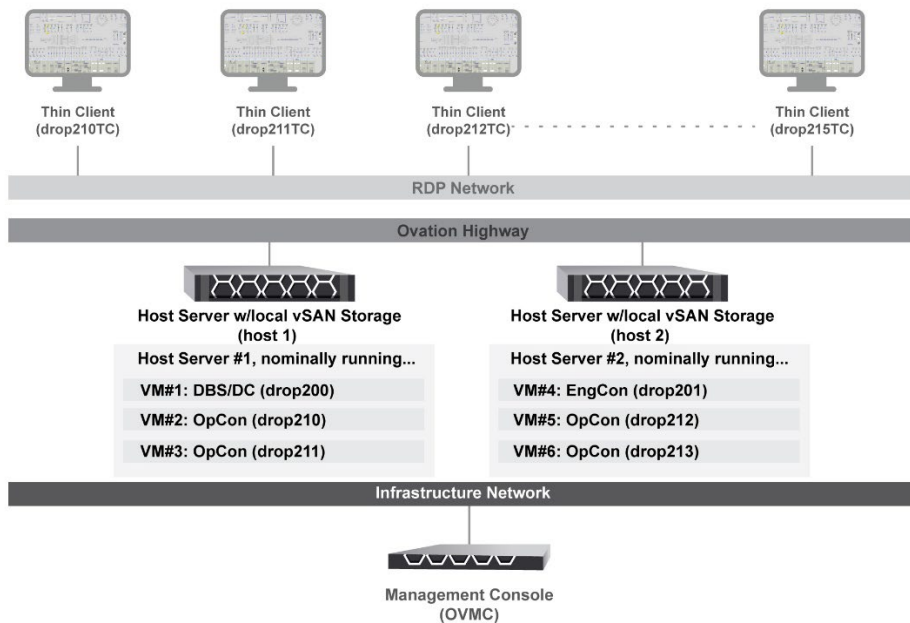 Thin Client
(drop210TC)
Thin Client
(drop211TC)
Thin Client
(drop212TC)
Thin Client
(drop215TC)
RDP Network
Ovation Highway
Host Server w/local vSAN Storage
(host 1)
Host Server #1, nominally running...
VM#1: DBS/DC (drop200)
VM#2: OpCon (drop210)
VM#3: OpCon (drop211)
Host Server w/local vSAN Storage
(host 2)
Host Server #2, nominally running...
VM#4: EngCon (drop201)
VM#5: OpCon (drop212)
VM#6: OpCon (drop213)
Infrastructure Network
Management Console
(OVMC)